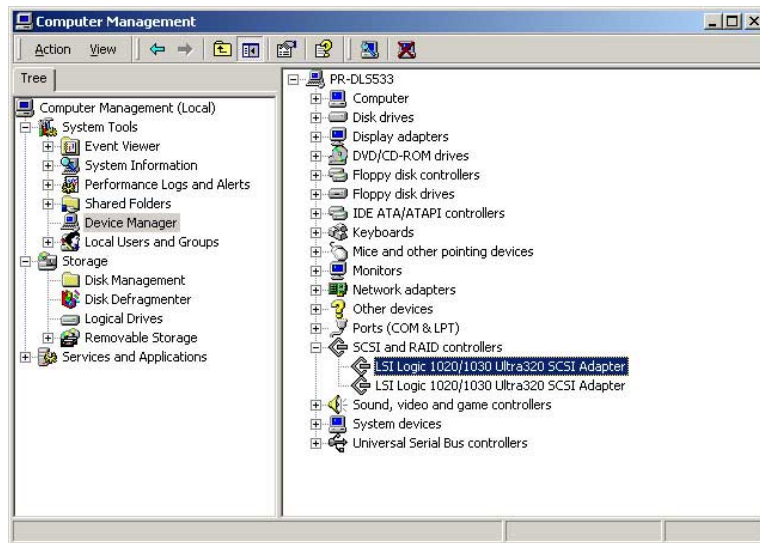 Computer Management
Action View
Tree
Computer Management (Local)
System Tools
Event Viewer
System Information
Performance Logs and Alerts
Shared Folders
Device Manager
Local Users and Groups
Storage
Disk Management
Disk Defragmenter
Logical Drives
Removable Storage
Services and Applications
PR-DLS533
Computer
Disk drives
Display adapters
DVD/CD-ROM drives
Floppy disk controllers
Floppy disk drives
IDE ATA/ATAPI controllers
Keyboards
Mice and other pointing devices
Monitors
Network adapters
Other devices
Ports (COM & LPT)
SCSI and RAID controllers
LSI Logic 1020/1030 Ultra320 SCSI Adapter
LSI Logic 1020/1030 Ultra320 SCSI Adapter
Sound, video and game controllers
System devices
Universal Serial Bus controllers